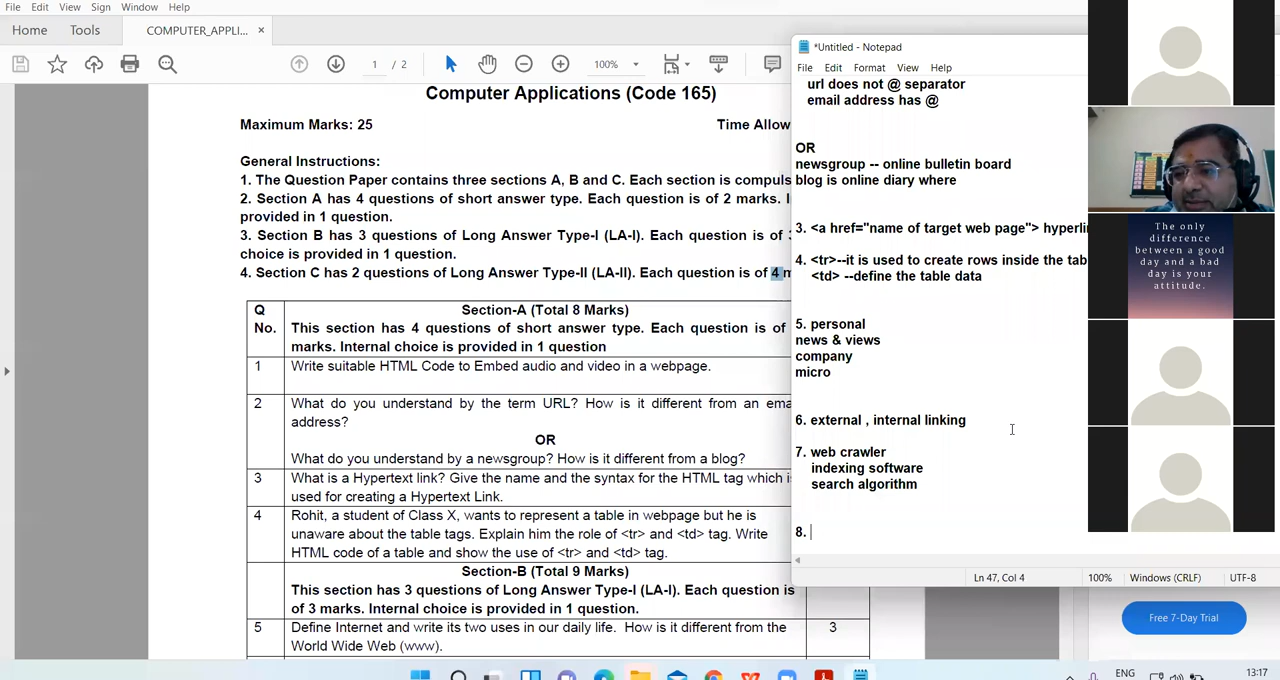 File Edit View Sign Window Help
Home Tools COMPUTER_APPLI... ×
1 / 2 100%
Computer Applications (Code 165)
Maximum Marks: 25 Time Allow
General Instructions:
1. The Question Paper contains three sections A, B and C. Each section is compuls
2. Section A has 4 questions of short answer type. Each question is of 2 marks. I
provided in 1 question.
3. Section B has 3 questions of Long Answer Type-I (LA-I). Each question is of 3
choice is provided in 1 question.
4. Section C has 2 questions of Long Answer Type-II (LA-II). Each question is of 4 m
Q No. Section-A (Total 8 Marks)
This section has 4 questions of short answer type. Each question is of
marks. Internal choice is provided in 1 question
1 Write suitable HTML Code to Embed audio and video in a webpage.
2 What do you understand by the term URL? How is it different from an ema
address?
OR
What do you understand by a newsgroup? How is it different from a blog?
3 What is a Hypertext link? Give the name and the syntax for the HTML tag which i
used for creating a Hypertext Link.
4 Rohit, a student of Class X, wants to represent a table in webpage but he is
unaware about the table tags. Explain him the role of <tr> and <td> tag. Write
HTML code of a table and show the use of <tr> and <td> tag.
Section-B (Total 9 Marks)
This section has 3 questions of Long Answer Type-I (LA-I). Each question is
of 3 marks. Internal choice is provided in 1 question.
5 Define Internet and write its two uses in our daily life. How is it different from the 3
World Wide Web (www).
*Untitled - Notepad
File Edit Format View Help
url does not @ separator
email address has @
OR
newsgroup -- online bulletin board
blog is online diary where
3. <a href="name of target web page"> hyperlin
4. <tr>--it is used to create rows inside the tab
<td> --define the table data
5. personal
news & views
company
micro
6. external , internal linking
7. web crawler
indexing software
search algorithm
8.
Ln 47, Col 4 100% Windows (CRLF) UTF-8
The only
difference
between a good
day and a bad
day is your
attitude.
Free 7-Day Trial
ENG 13:17